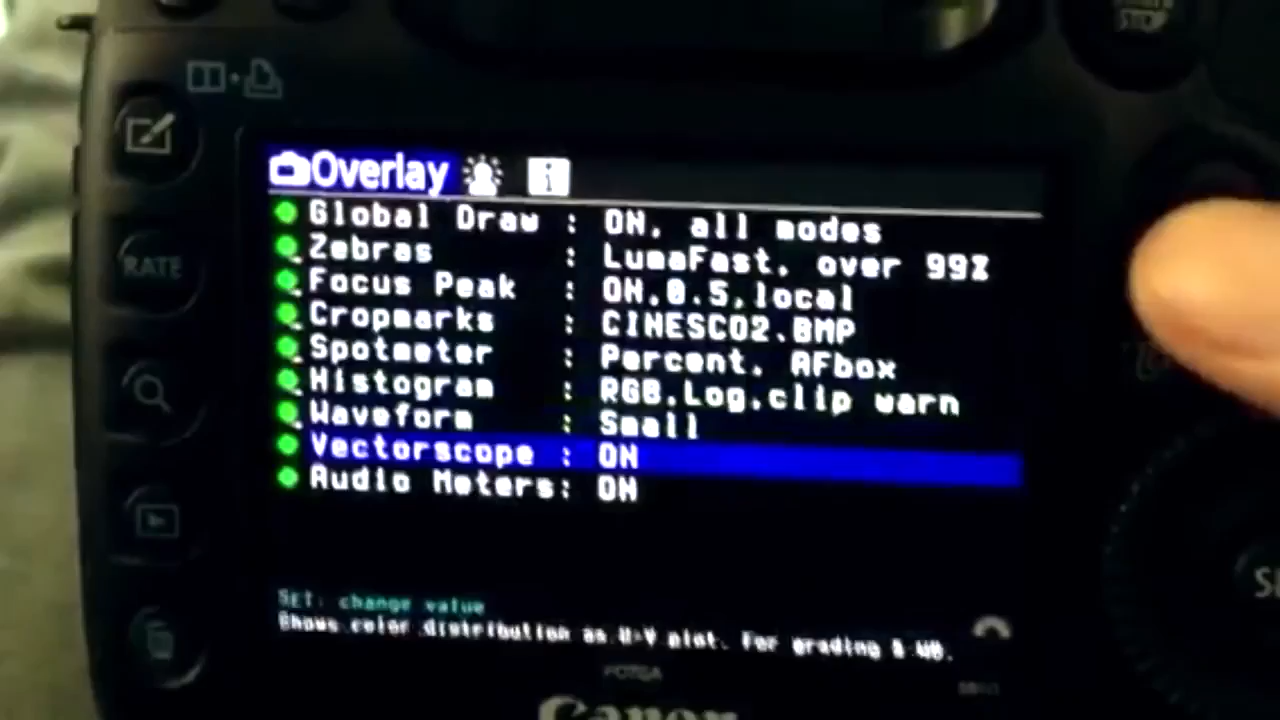 Overlay
Global Draw : ON, all modes
Zebras : LumaFast, over 99%
Focus Peak : ON,0.5,local
Cropmarks : CINESCO2.BMP
Spotmeter : Percent, AFbox
Histogram : RGB,Log,clip warn
Waveform : Small
Vectorscope : ON
Audio Meters: ON
SET: change value
Shows color distribution as U-V plot. For grading & WB.
RATE
FOTGA
Canon